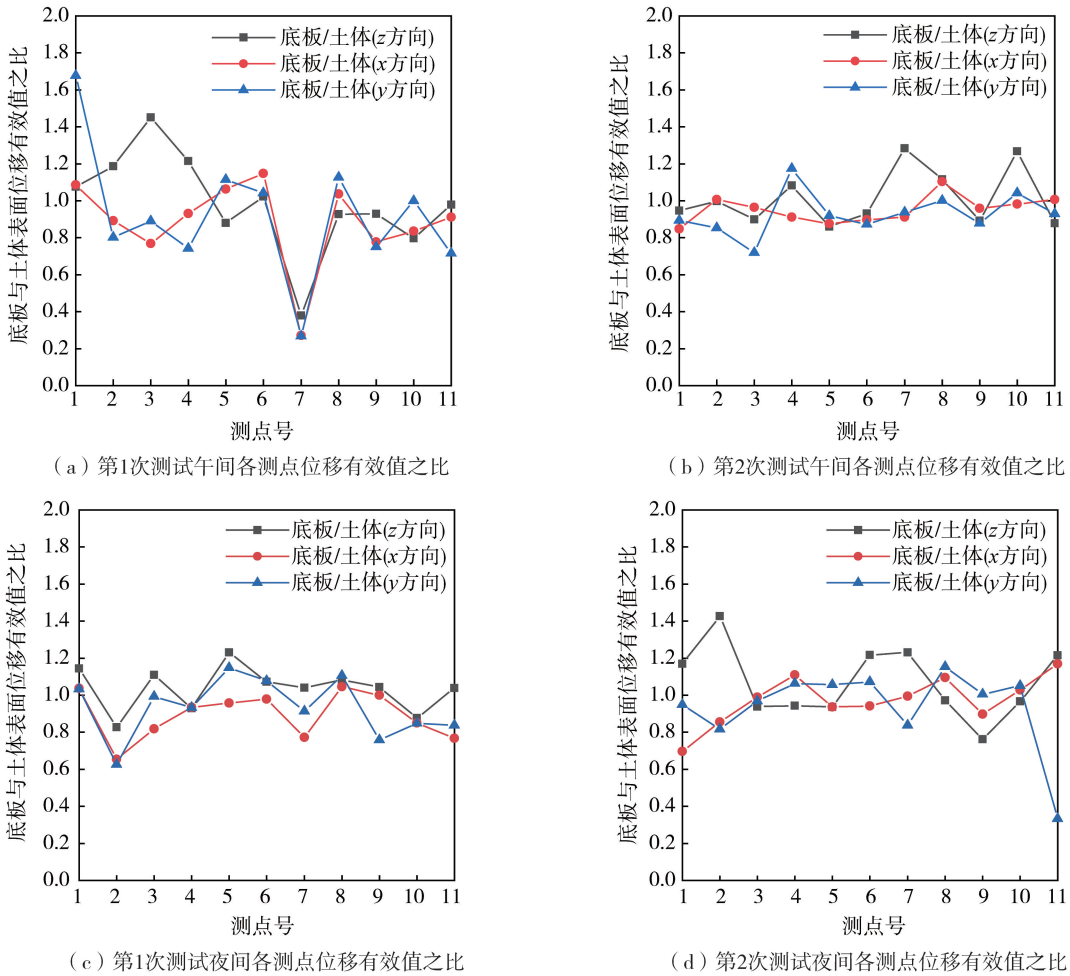 底板与土体表面位移有效值之比
2.0
1.8
1.6
1.4
1.2
1.0
0.8
0.6
0.4
0.2
0.0
底板/土体(z方向)
底板/土体(x方向)
底板/土体(y方向)
1 2 3 4 5 6 7 8 9 10 11
测点号
(a)第1次测试午间各测点位移有效值之比
底板与土体表面位移有效值之比
2.0
1.8
1.6
1.4
1.2
1.0
0.8
0.6
0.4
0.2
0.0
底板/土体(z方向)
底板/土体(x方向)
底板/土体(y方向)
1 2 3 4 5 6 7 8 9 10 11
测点号
(b)第2次测试午间各测点位移有效值之比
底板与土体表面位移有效值之比
2.0
1.8
1.6
1.4
1.2
1.0
0.8
0.6
0.4
0.2
0.0
底板/土体(z方向)
底板/土体(x方向)
底板/土体(y方向)
1 2 3 4 5 6 7 8 9 10 11
测点号
(c)第1次测试夜间各测点位移有效值之比
底板与土体表面位移有效值之比
2.0
1.8
1.6
1.4
1.2
1.0
0.8
0.6
0.4
0.2
0.0
底板/土体(z方向)
底板/土体(x方向)
底板/土体(y方向)
1 2 3 4 5 6 7 8 9 10 11
测点号
(d)第2次测试夜间各测点位移有效值之比